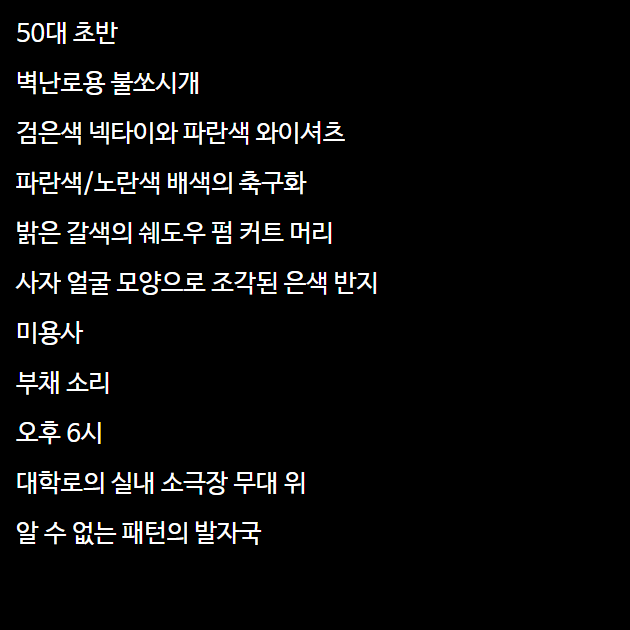 50대 초반
벽난로용 불쏘시개
검은색 넥타이와 파란색 와이셔츠
파란색/노란색 배색의 축구화
밝은 갈색의 쉐도우 펌 커트 머리
사자 얼굴 모양으로 조각된 은색 반지
미용사
부채 소리
오후 6시
대학로의 실내 소극장 무대 위
알 수 없는 패턴의 발자국